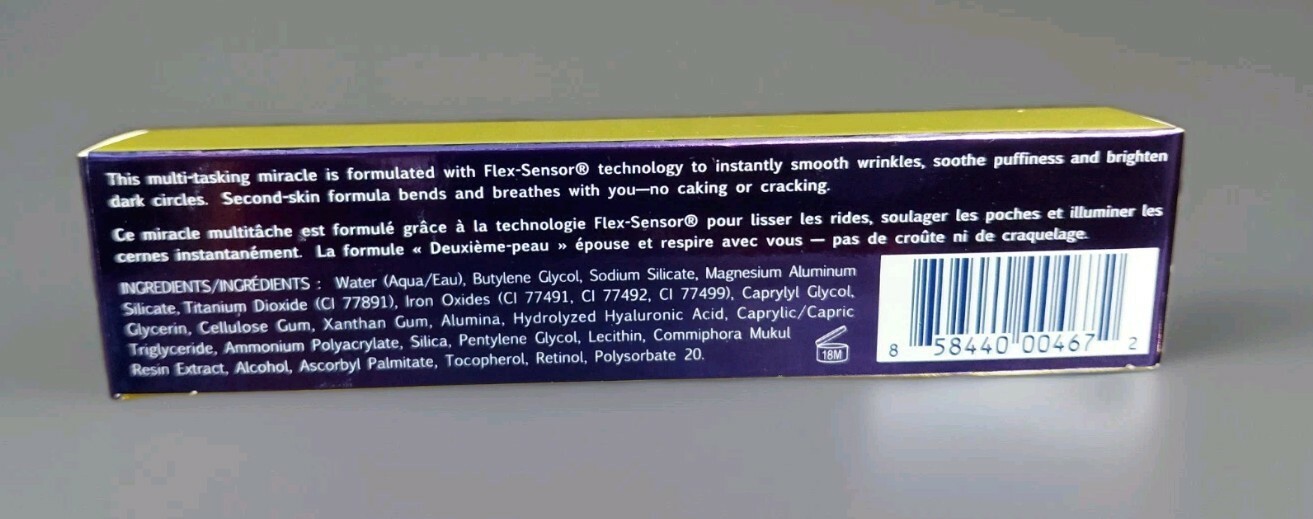 This multi-tasking miracle is formulated with Flex-Sensor® technology to instantly smooth wrinkles, soothe puffiness and brighten
dark circles. Second-skin formula bends and breathes with you—no caking or cracking.
Ce miracle multitâche est formulé grâce à la technologie Flex-Sensor® pour lisser les rides, soulager les poches et illuminer les
cernes instantanément. La formule « Deuxième-peau » épouse et respire avec vous — pas de croûte ni de craquelage.
INGREDIENTS/INGRÉDIENTS : Water (Aqua/Eau), Butylene Glycol, Sodium Silicate, Magnesium Aluminum
Silicate, Titanium Dioxide (CI 77891), Iron Oxides (CI 77491, CI 77492, CI 77499), Caprylyl Glycol,
Glycerin, Cellulose Gum, Xanthan Gum, Alumina, Hydrolyzed Hyaluronic Acid, Caprylic/Capric
Triglyceride, Ammonium Polyacrylate, Silica, Pentylene Glycol, Lecithin, Commiphora Mukul
Resin Extract, Alcohol, Ascorbyl Palmitate, Tocopherol, Retinol, Polysorbate 20.
18M
8 58440 00467 2